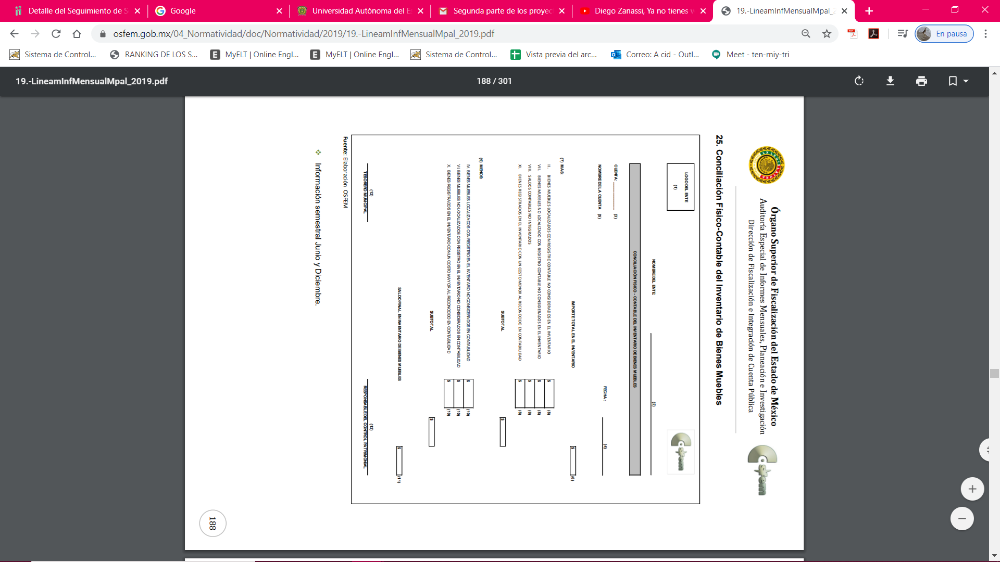 Detalle del Seguimiento de S
Google
Universidad Autónoma del E
Segunda parte de los proyec
Diego Zanassi, Ya no tienes v
19.-LineamInfMensualMpal_2
osfem.gob.mx/04_Normatividad/doc/Normatividad/2019/19.-LineamInfMensualMpal_2019.pdf
En pausa
Sistema de Control...
RANKING DE LOS S...
MyELT | Online Engl...
MyELT | Online Engl...
Sistema de Control...
Vista previa del arc...
Correo: A cid - Outl...
Meet - ten-rniy-tri
19.-LineamInfMensualMpal_2019.pdf
188 / 301
LX LEGISLATURA
Órgano Superior de Fiscalización del Estado de México
Auditoría Especial de Informes Mensuales, Planeación e Investigación
Dirección de Fiscalización e Integración de Cuenta Pública
osfem
25. Conciliación Físico-Contable del Inventario de Bienes Muebles
LOGO DEL ENTE
(1)
osfem
NOMBRE DEL ENTE:
(2)
CONCILIACIÓN FISICO - CONTABLE DEL INVENTARIO DE BIENES MUEBLES
CUENTA: (3)
FECHA: (4)
NOMBRE DE LA CUENTA (5)
IMPORTE TOTAL EN EL INVENTARIO $ (6)
(7) MAS:
II. BIENES MUEBLES LOCALIZADOS CON REGISTRO CONTABLE NO CONSIDERADOS EN EL INVENTARIO $ (8)
VII. BIENES MUEBLES NO LOCALIZADO CON REGISTRO CONTABLE NO CONSIDERADOS EN EL INVENTARIO $ (8)
VIII. SALDOS CONTABLES NO INTEGRADOS $ (8)
XI. BIENES REGISTRADOS EN EL INVENTARIO CON UN COSTO MENOR AL RECONOCIDO EN CONTABILIDAD $ (8)
SUBTOTAL $
(9) MENOS:
IV. BIENES MUEBLES LOCALIZADOS CON REGISTRO EN EL INVENTARIO NO CONSIDERADOS EN CONTABILIDAD $ (10)
VI. BIENES MUEBLES NO LOCALIZADOS CON REGISTRO EN EL INVENTARIO NO CONSIDERADOS EN CONTABILIDAD $ (10)
X. BIENES REGISTRADOS EN EL INVENTARIO CON UN COSTO MAYOR AL RECONOCIDO EN CONTABILIDAD $ (10)
SUBTOTAL $
SALDO FINAL EN INVENTARIO DE BIENES MUEBLES $ (11)
(12) (12)
TESORERO MUNICIPAL RESPONSABLE DEL CONTROL PATRIMONIAL
Fuente: Elaboración OSFEM
❖ Información semestral Junio y Diciembre.
188